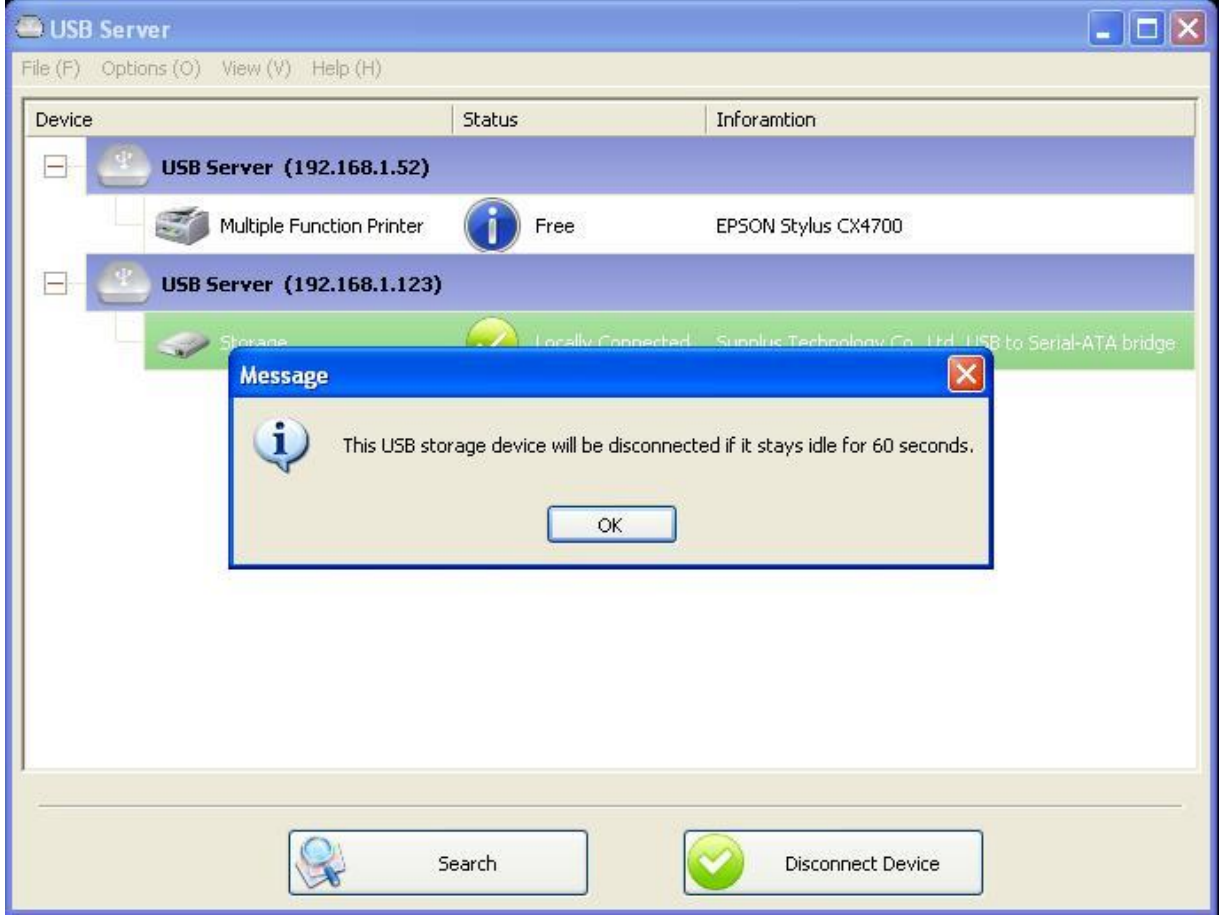 USB Server
File (F) Options (O) View (V) Help (H)
Device Status Inforamtion
USB Server (192.168.1.52)
Multiple Function Printer Free EPSON Stylus CX4700
USB Server (192.168.1.123)
Storage Locally Connected Sunplus Technology Co., Ltd. USB to Serial-ATA bridge
Message
This USB storage device will be disconnected if it stays idle for 60 seconds.
OK
Search Disconnect Device